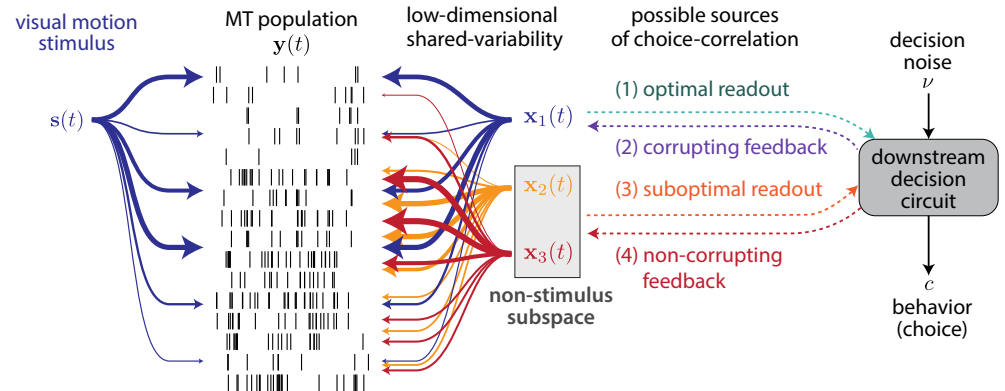 visual motion
stimulus
MT population
y(t)
low-dimensional
shared-variability
possible sources
of choice-correlation
decision
noise
ν
s(t)
x₁(t)
x₂(t)
x₃(t)
non-stimulus
subspace
(1) optimal readout
(2) corrupting feedback
(3) suboptimal readout
(4) non-corrupting
feedback
downstream
decision
circuit
c
behavior
(choice)